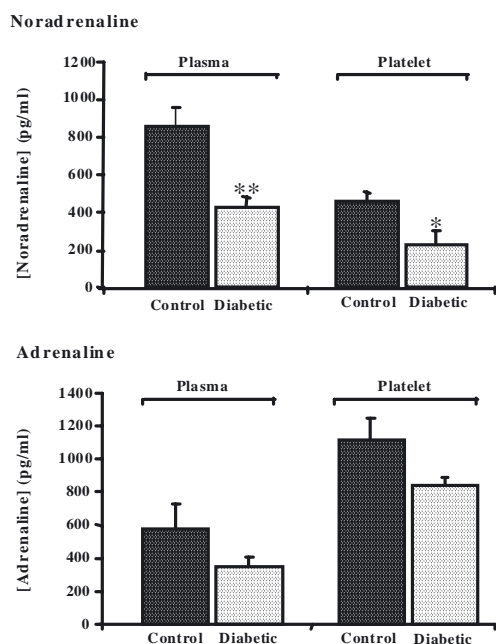 Noradrenaline
Plasma Platelet
[Noradrenaline] (pg/ml)
1200
1000
800
600
400
200
0
**
*
Control Diabetic Control Diabetic
Adrenaline
Plasma Platelet
[Adrenaline] (pg/ml)
1400
1200
1000
800
600
400
200
0
Control Diabetic Control Diabetic